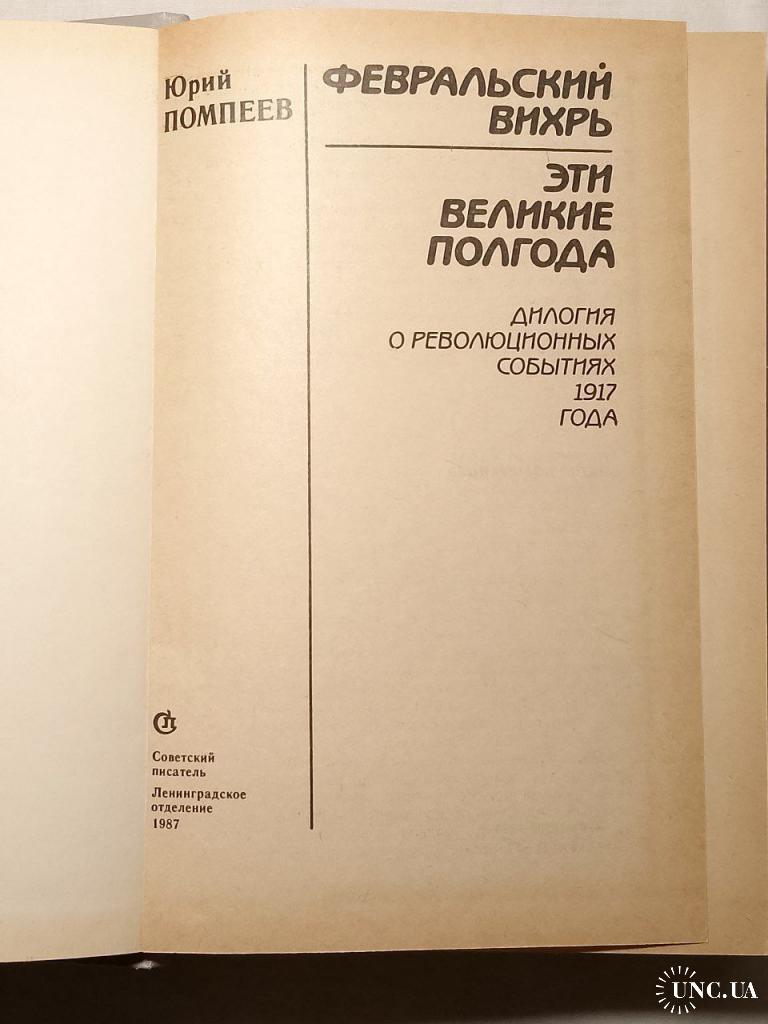 Юрий
ПОМПЕЕВ
ФЕВРАЛЬСКИЙ
ВИХРЬ
ЭТИ
ВЕЛИКИЕ
ПОЛГОДА
ДИЛОГИЯ
О РЕВОЛЮЦИОННЫХ
СОБЫТИЯХ
1917
ГОДА
Советский
писатель
Ленинградское
отделение
1987
UNC.UA